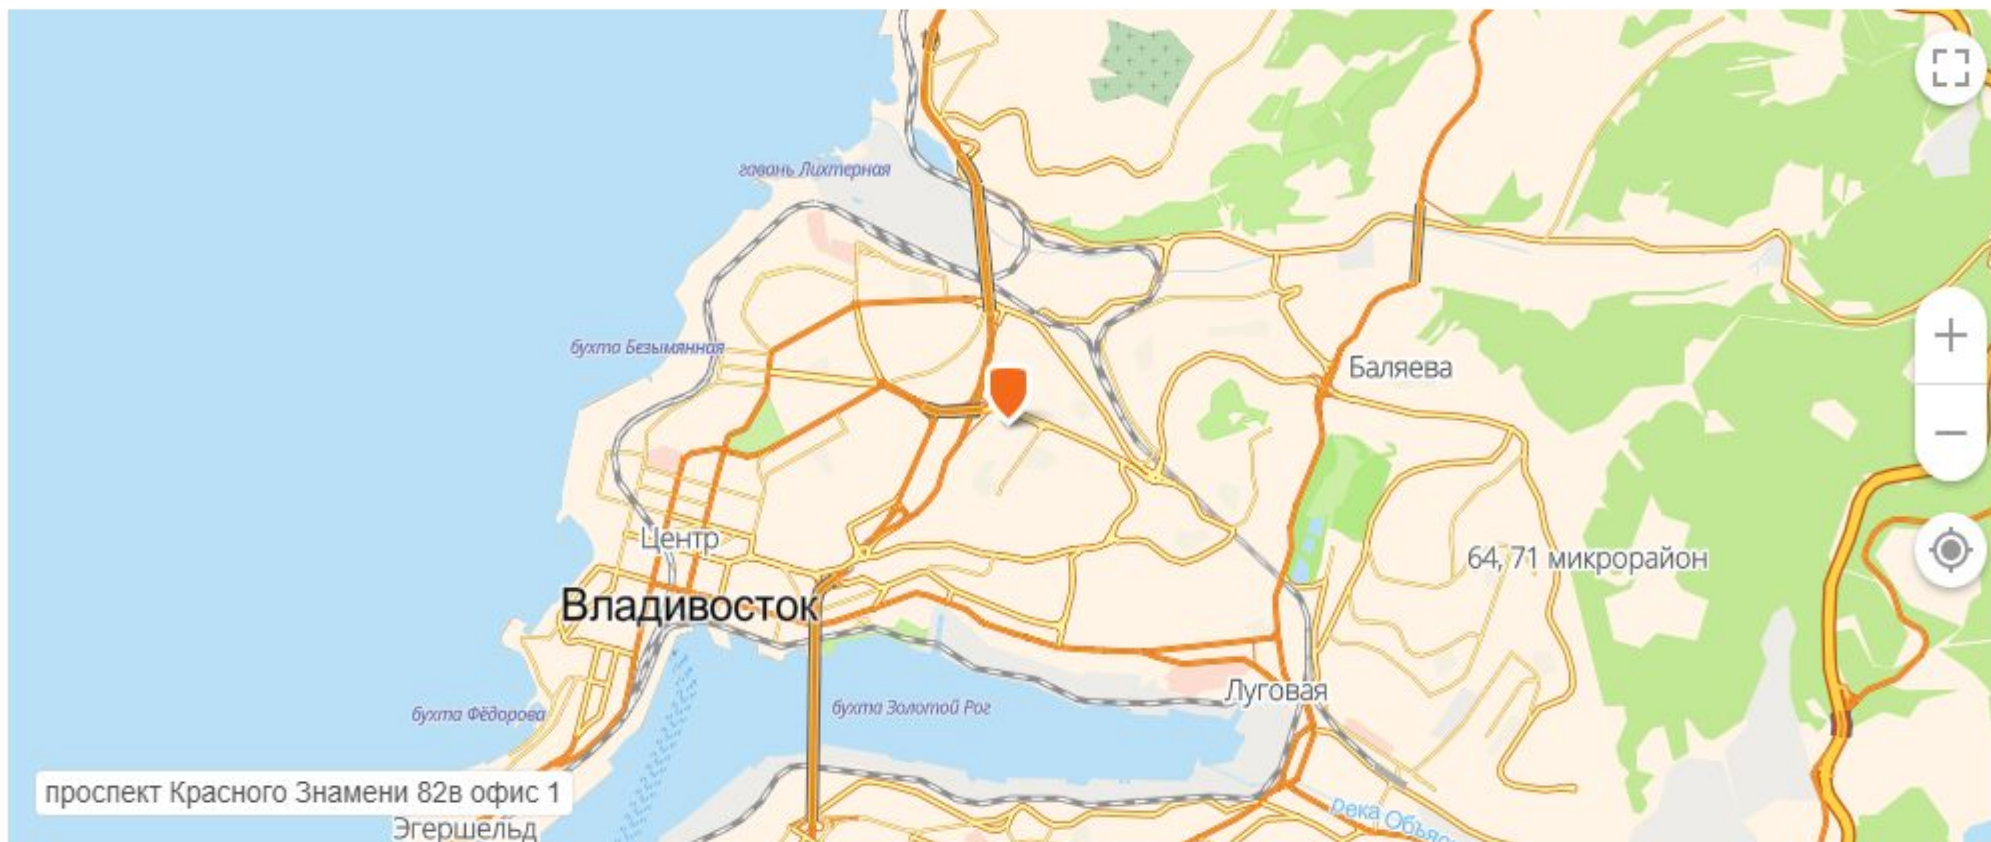 гавань Лихтерная
бухта Безымянная
Баляева
Центр
64, 71 микрорайон
Владивосток
Луговая
бухта Фёдорова
бухта Золотой Рог
проспект Красного Знамени 82в офис 1
река Объяс
Эгершельд